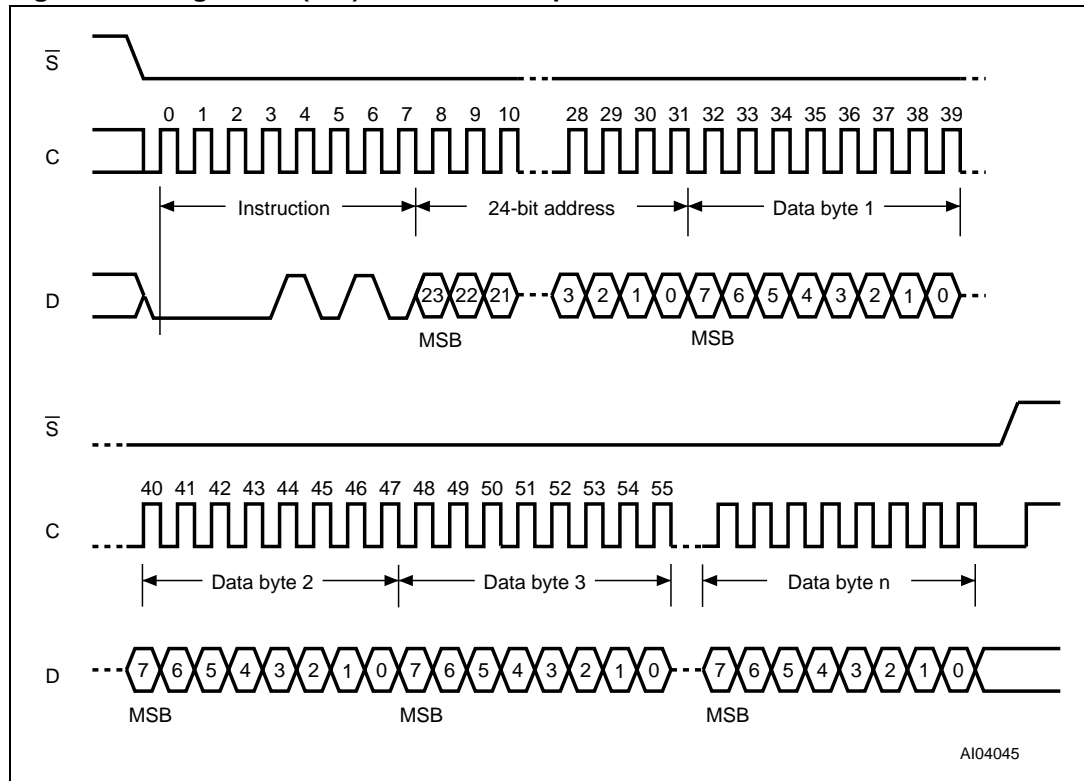 S
0 1 2 3 4 5 6 7 8 9 10 28 29 30 31 32 33 34 35 36 37 38 39
C
Instruction 24-bit address Data byte 1
D 23 22 21 3 2 1 0 7 6 5 4 3 2 1 0
MSB MSB
S
40 41 42 43 44 45 46 47 48 49 50 51 52 53 54 55
C
Data byte 2 Data byte 3 Data byte n
D 7 6 5 4 3 2 1 0 7 6 5 4 3 2 1 0 7 6 5 4 3 2 1 0
MSB MSB MSB
AI04045